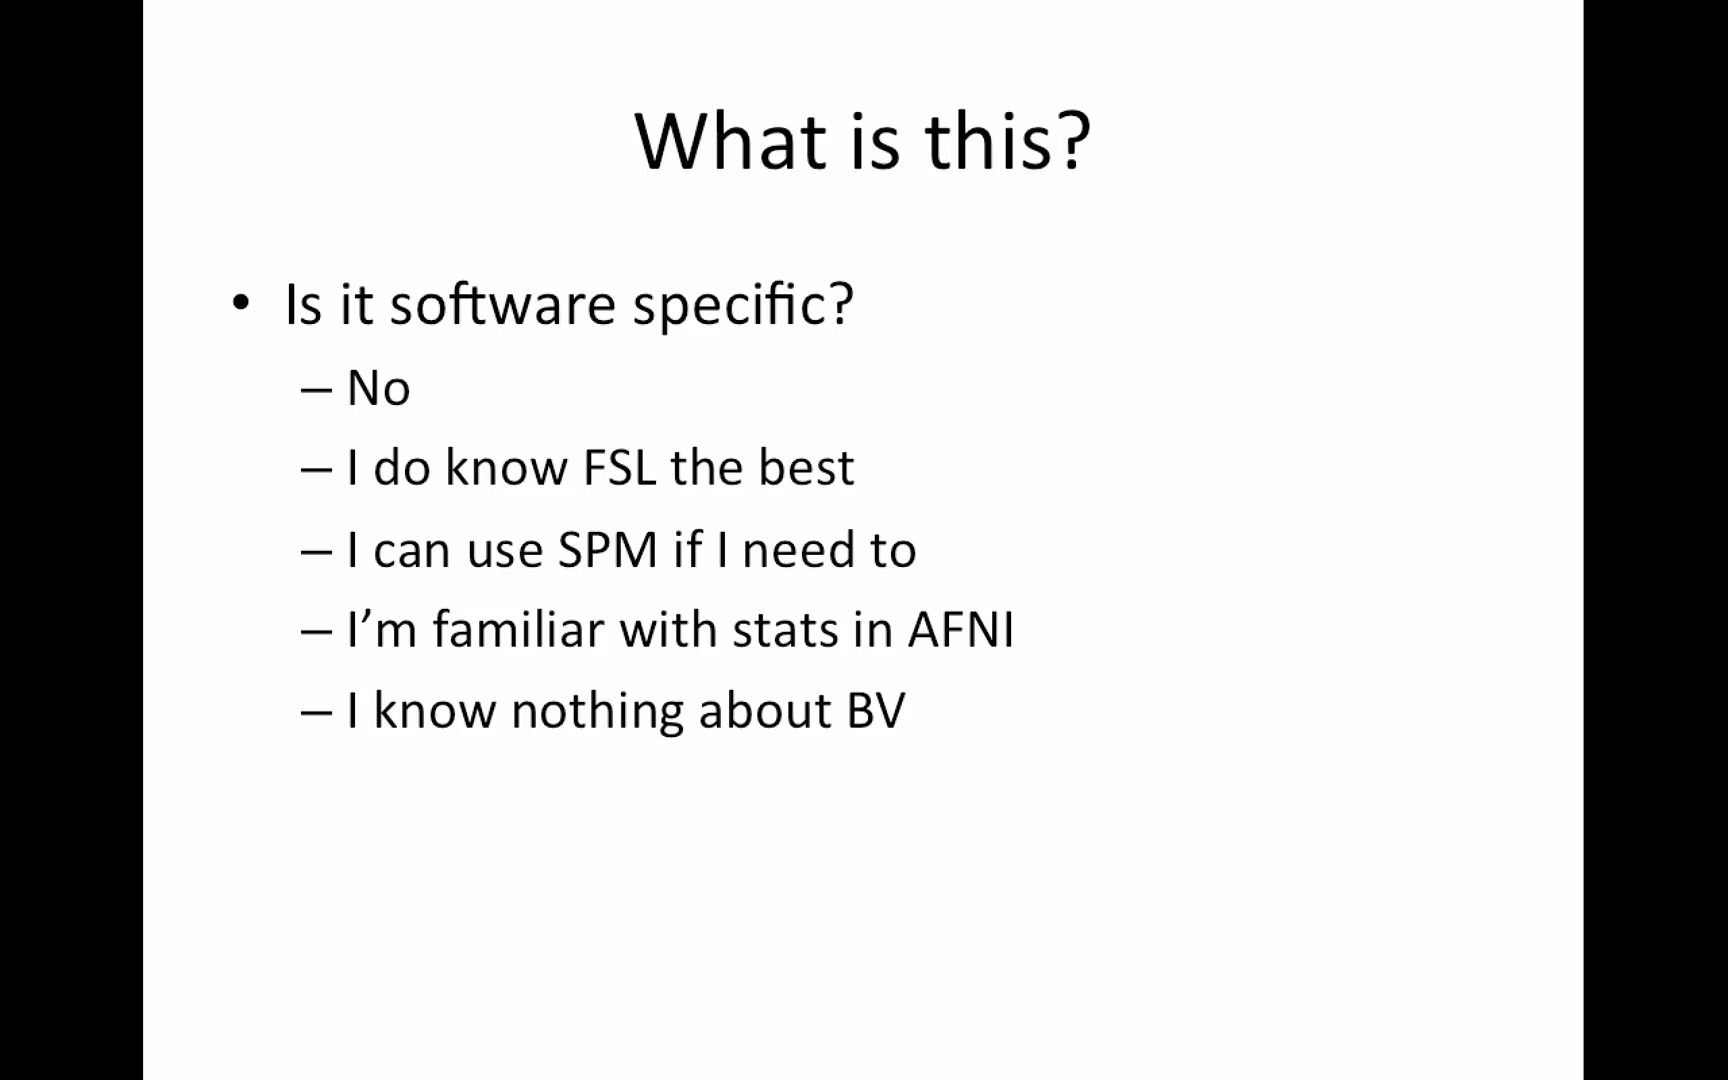 What is this?
• Is it software specific?
– No
– I do know FSL the best
– I can use SPM if I need to
– I’m familiar with stats in AFNI
– I know nothing about BV